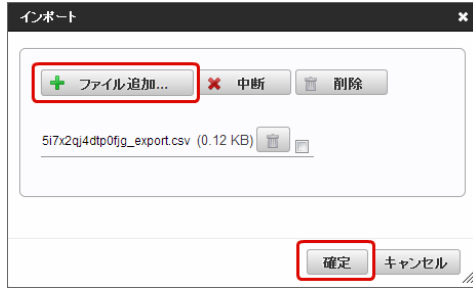 インポート
ファイル追加... 中断 削除
5i7x2qj4dtp0fjg_export.csv (0.12 KB)
確定 キャンセル